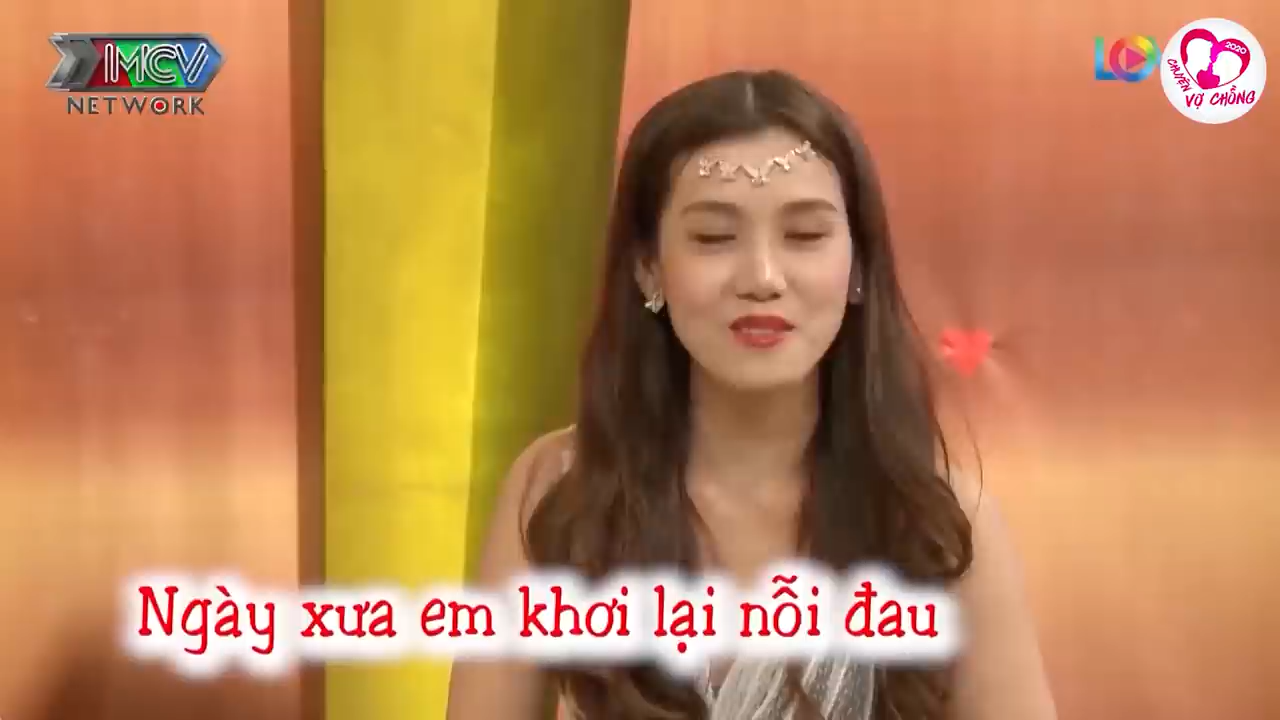 MCV
NETWORK
2020
CHUYỆN
VỢ CHỒNG
Ngày xưa em khơi lại nỗi đau